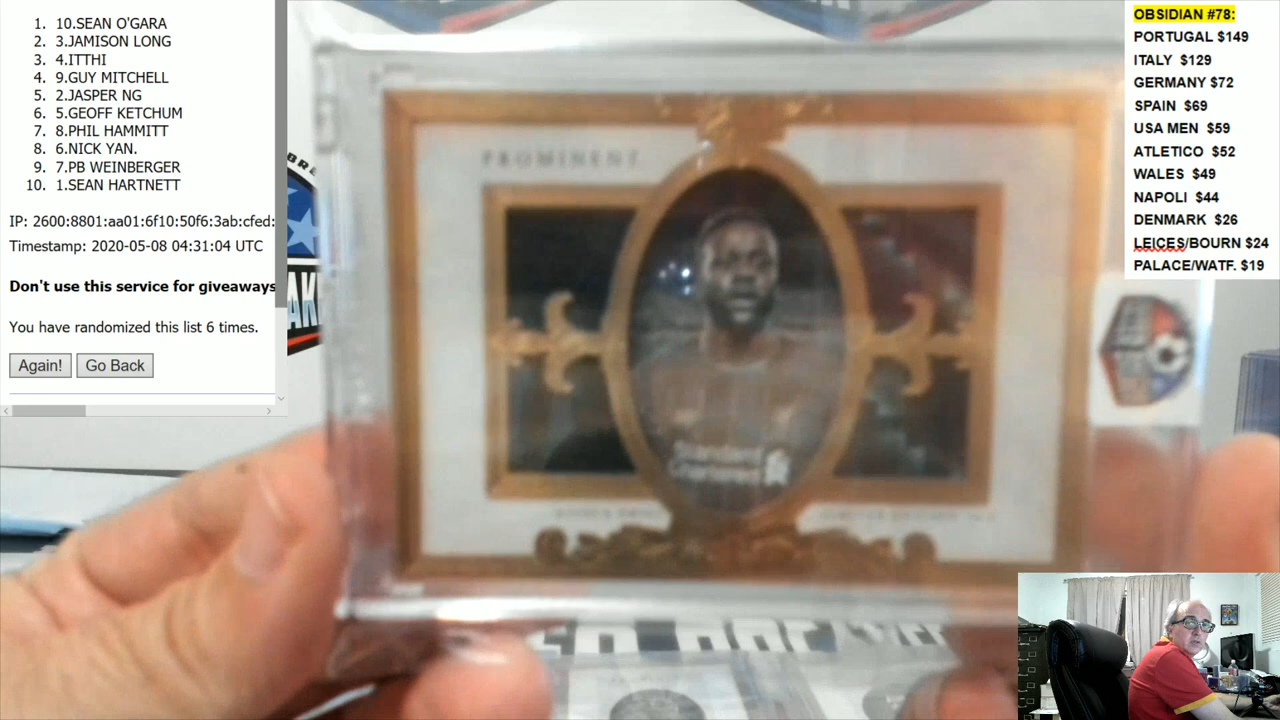 1. 10.SEAN O'GARA
2. 3.JAMISON LONG
3. 4.ITTHI
4. 9.GUY MITCHELL
5. 2.JASPER NG
6. 5.GEOFF KETCHUM
7. 8.PHIL HAMMITT
8. 6.NICK YAN.
9. 7.PB WEINBERGER
10. 1.SEAN HARTNETT
IP: 2600:8801:aa01:6f10:50f6:3ab:cfed:
Timestamp: 2020-05-08 04:31:04 UTC
Don't use this service for giveaways
You have randomized this list 6 times.
Again! Go Back
PROMINENT
Standard
Chartered
OBSIDIAN #78:
PORTUGAL $149
ITALY $129
GERMANY $72
SPAIN $69
USA MEN $59
ATLETICO $52
WALES $49
NAPOLI $44
DENMARK $26
LEICES/BOURN $24
PALACE/WATF. $19